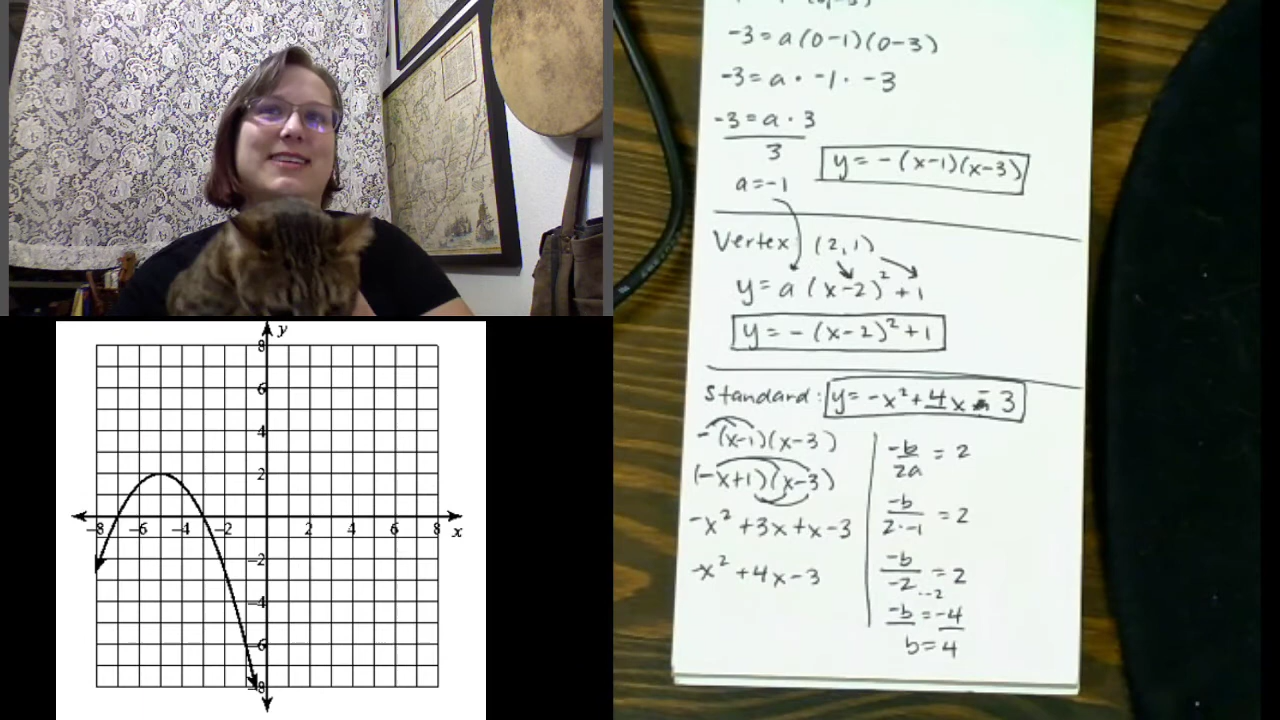 y
8
6
4
2
-8 -6 -4 -2 2 4 6 8 x
-2
-4
-6
-8
-3 = a(0-1)(0-3)
-3 = a · -1 · -3
-3 = a · 3
3
y = -(x-1)(x-3)
a = -1
Vertex: (2,1)
y = a(x-2)² + 1
y = -(x-2)² + 1
Standard: y = -x² + 4x - 3
-(x-1)(x-3)
(-x+1)(x-3)
-x² + 3x + x - 3
-x² + 4x - 3
-b = 2
2a
-b = 2
2·-1
-b = 2
-2 ·-2
-b = -4
b = 4